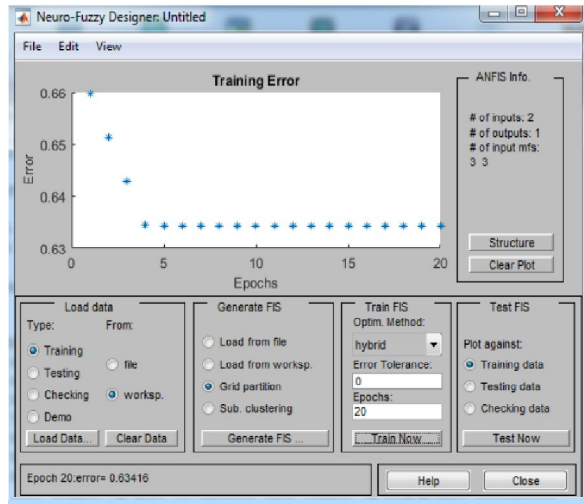 Neuro-Fuzzy Designer: Untitled
File Edit View
Training Error
0.66
0.65
0.64
0.63
Error
0 5 10 15 20
Epochs
ANFIS Info.
# of inputs: 2
# of outputs: 1
# of input mfs:
3 3
Structure
Clear Plot
Load data
Type: From:
Training
Testing
Checking
Demo
file
worksp.
Load Data... Clear Data
Generate FIS
Load from file
Load from worksp.
Grid partition
Sub. clustering
Generate FIS ...
Train FIS
Optim. Method:
hybrid
Error Tolerance:
0
Epochs:
20
Train Now
Test FIS
Plot against:
Training data
Testing data
Checking data
Test Now
Epoch 20:error= 0.63416
Help Close